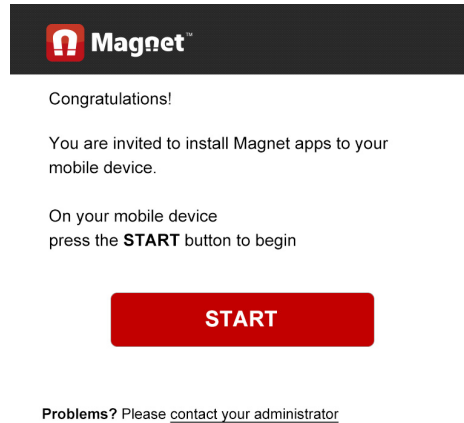 Magnet™
Congratulations!
You are invited to install Magnet apps to your
mobile device.
On your mobile device
press the START button to begin
START
Problems? Please contact your administrator